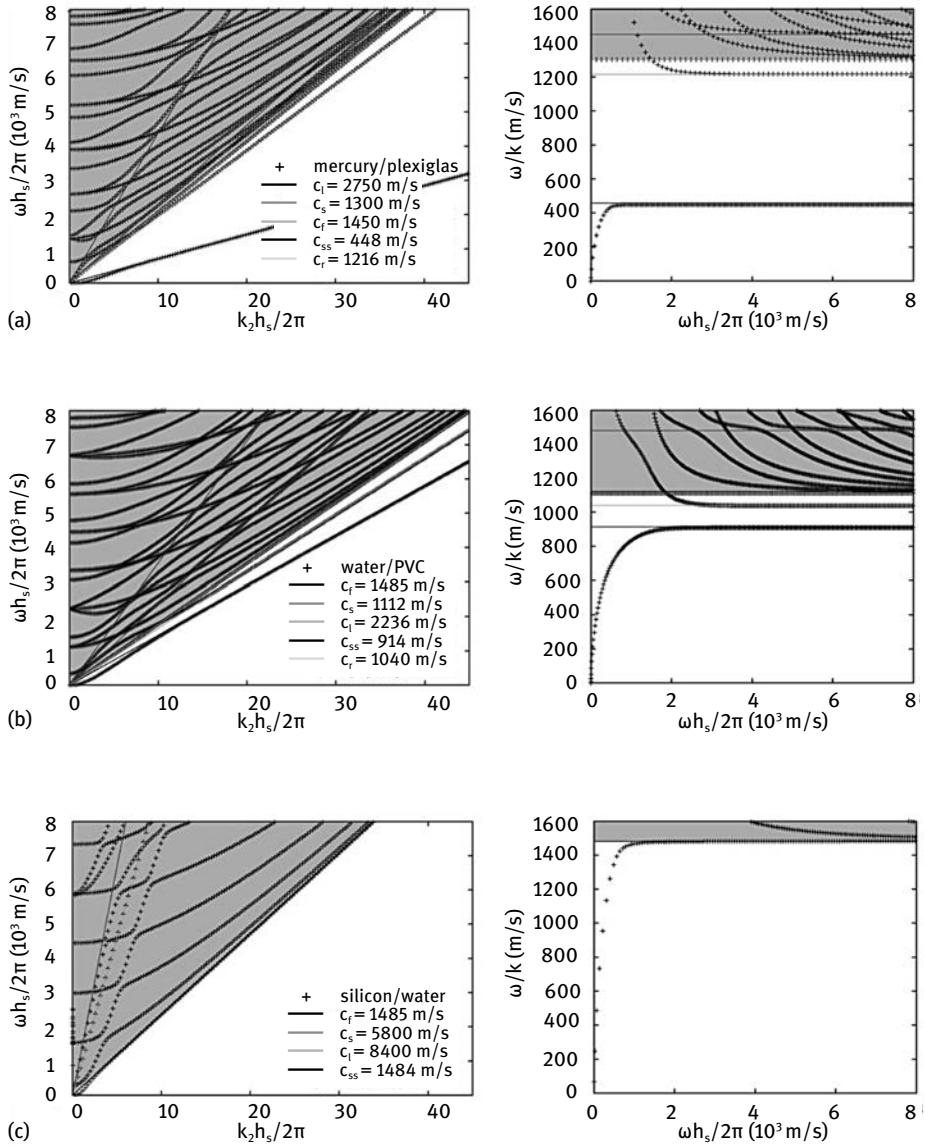 8
7
6
5
4
3
2
1
0
ωh_s/2π (10³ m/s)
+ mercury/plexiglas
c_l = 2750 m/s
c_s = 1300 m/s
c_f = 1450 m/s
c_ss = 448 m/s
c_r = 1216 m/s
0 10 20 30 40
k₂h_s/2π
(a)
1600
1400
1200
1000
800
600
400
200
0
ω/k (m/s)
0 2 4 6 8
ωh_s/2π (10³ m/s)
8
7
6
5
4
3
2
1
0
ωh_s/2π (10³ m/s)
+ water/PVC
c_f = 1485 m/s
c_s = 1112 m/s
c_l = 2236 m/s
c_ss = 914 m/s
c_r = 1040 m/s
0 10 20 30 40
k₂h_s/2π
(b)
1600
1400
1200
1000
800
600
400
200
0
ω/k (m/s)
0 2 4 6 8
ωh_s/2π (10³ m/s)
8
7
6
5
4
3
2
1
0
ωh_s/2π (10³ m/s)
+ silicon/water
c_f = 1485 m/s
c_s = 5800 m/s
c_l = 8400 m/s
c_ss = 1484 m/s
0 10 20 30 40
k₂h_s/2π
(c)
1600
1400
1200
1000
800
600
400
200
0
ω/k (m/s)
0 2 4 6 8
ωh_s/2π (10³ m/s)